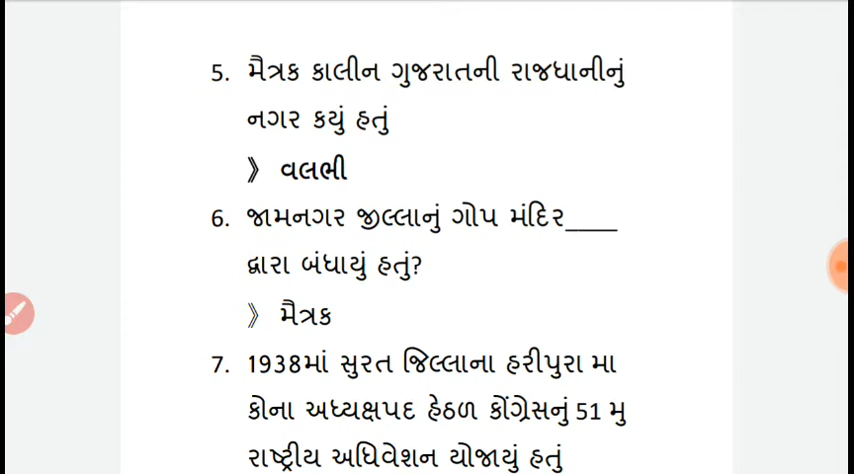 5. મૈત્રક કાલીન ગુજરાતની રાજધાનીનું
નગર કયું હતું
》 વલભી
6. જામનગર જીલ્લાનું ગોપ મંદિર____
દ્વારા બંધાયું હતું?
》 મૈત્રક
7. 1938માં સુરત જિલ્લાના હરીપુરા મા
કોના અધ્યક્ષપદ હેઠળ કોંગ્રેસનું 51 મુ
રાષ્ટ્રીય અધિવેશન યોજાયું હતું